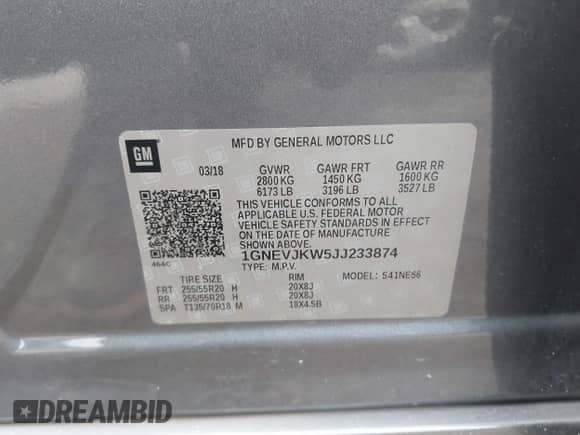 MFD BY GENERAL MOTORS LLC
GM
03/18 GVWR GAWR FRT GAWR RR
2800 KG 1450 KG 1600 KG
6173 LB 3196 LB 3527 LB
THIS VEHICLE CONFORMS TO ALL
APPLICABLE U.S. FEDERAL MOTOR
VEHICLE SAFETY STANDARDS IN EFFECT
ON THE DATE OF MANUFACTURE
SHOWN ABOVE.
464C 1GNEVJKW5JJ233874
TYPE: M.P.V. MODEL: 541NE56
TIRE SIZE RIM
FRT 255/55R20 H 20X8J
RR 255/55R20 H 20X8J
SPA T135/70R18 M 18X4.5B
DREAMBID